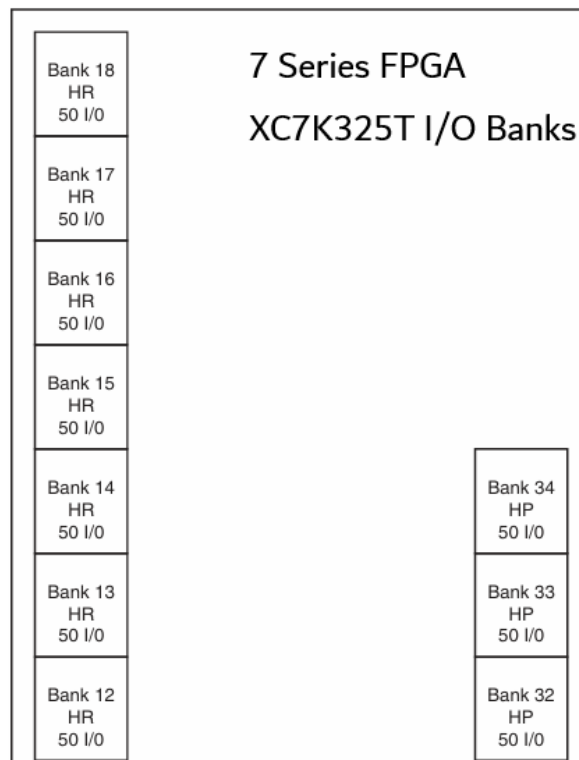 7 Series FPGA
XC7K325T I/O Banks
Bank 18
HR
50 I/0
Bank 17
HR
50 I/0
Bank 16
HR
50 I/0
Bank 15
HR
50 I/0
Bank 14
HR
50 I/0
Bank 13
HR
50 I/0
Bank 12
HR
50 I/0
Bank 34
HP
50 I/0
Bank 33
HP
50 I/0
Bank 32
HP
50 I/0